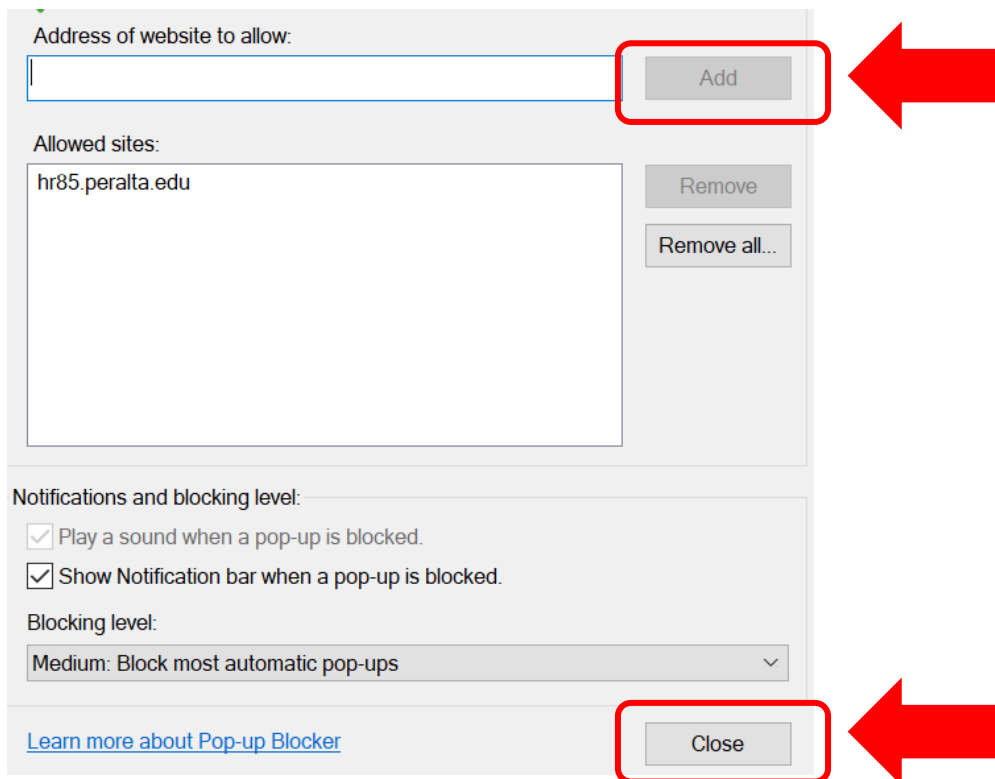 Address of website to allow:
Add
Allowed sites:
hr85.peralta.edu
Remove
Remove all...
Notifications and blocking level:
Play a sound when a pop-up is blocked.
Show Notification bar when a pop-up is blocked.
Blocking level:
Medium: Block most automatic pop-ups
Learn more about Pop-up Blocker
Close